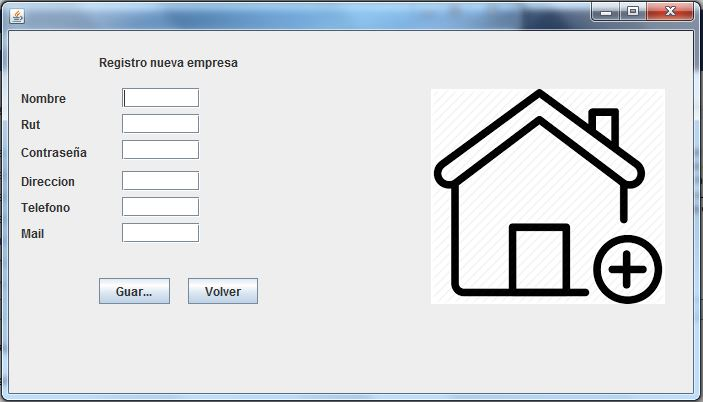 Registro nueva empresa
Nombre
Rut
Contraseña
Direccion
Telefono
Mail
Guar... Volver